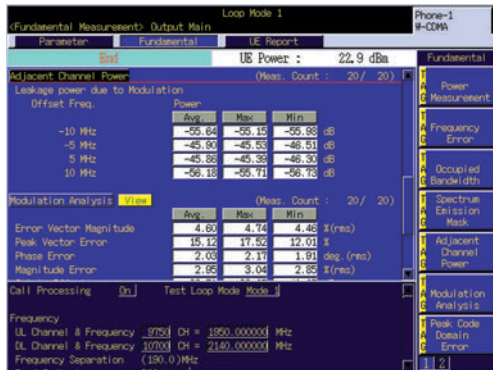 Loop Mode 1
Phone-1
<Fundamental Measurement> Output Main
W-CDMA
Parameter Fundamental UE Report
End UE Power : 22.9 dBm
Fundamental
Adjacent Channel Power (Meas. Count : 20/ 20)
Leakage power due to Modulation
Offset Freq. Power
Avg. Max Min
-10 MHz -55.64 -55.15 -55.98 dB
-5 MHz -45.90 -45.53 -46.51 dB
5 MHz -45.86 -45.39 -46.30 dB
10 MHz -56.18 -55.71 -56.73 dB
Modulation Analysis View (Meas. Count : 20/ 20)
Avg. Max Min
Error Vector Magnitude 4.60 4.74 4.46 %(rms)
Peak Vector Error 15.12 17.52 12.01 %
Phase Error 2.03 2.17 1.91 deg.(rms)
Magnitude Error 2.95 3.04 2.85 %(rms)
Call Processing On Test Loop Mode Mode 1
Frequency
UL Channel & Frequency 9750 CH = 1950.000000 MHz
DL Channel & Frequency 10700 CH = 2140.000000 MHz
Frequency Separation (190.0)MHz
TAG Power Measurement
TAG Frequency Error
TAG Occupied Bandwidth
TAG Spectrum Emission Mask
TAG Adjacent Channel Power
TAG Modulation Analysis
TAG Peak Code Domain Error
1 2